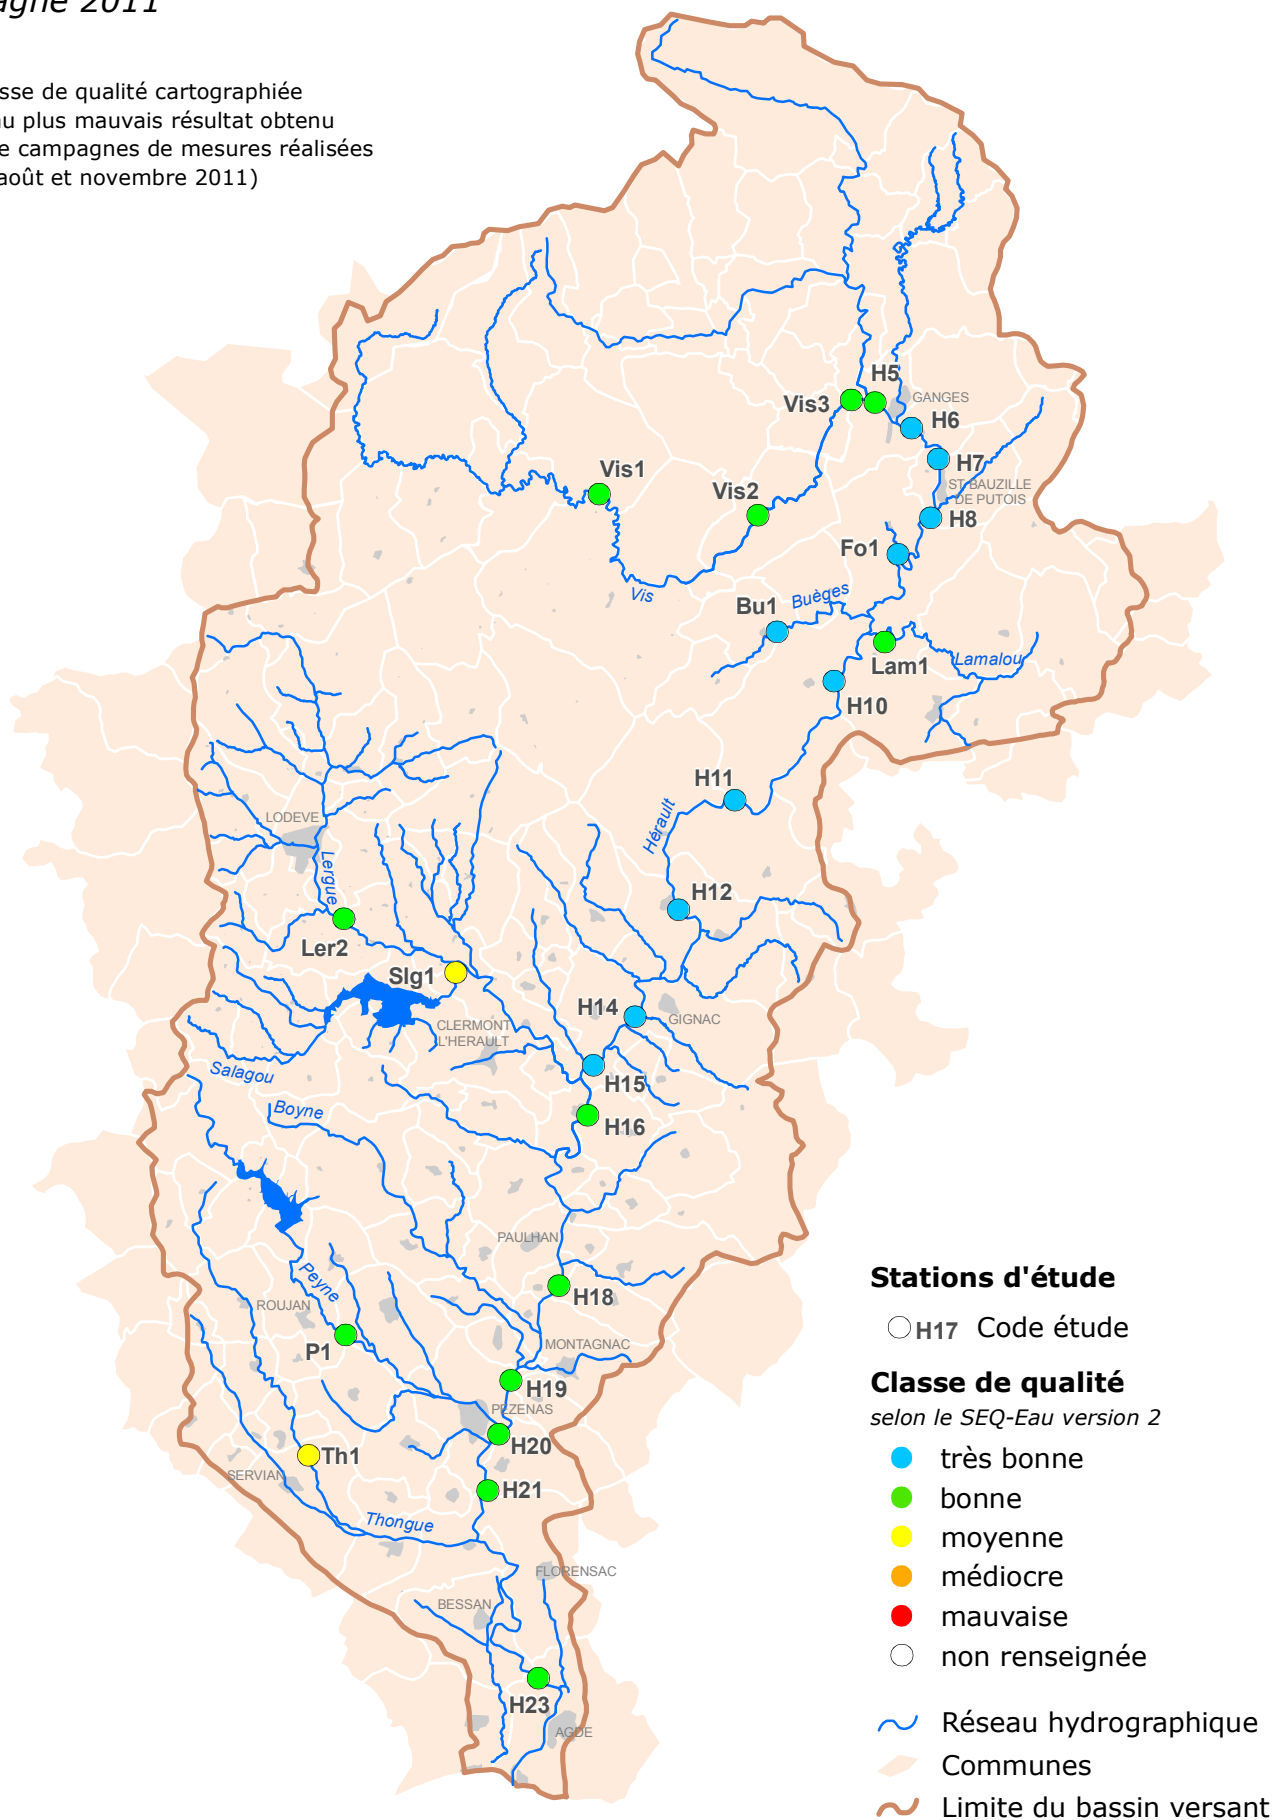 agne 2011
sse de qualité cartographiée
au plus mauvais résultat obtenu
e campagnes de mesures réalisées
août et novembre 2011)
H5
Vis3
GANGES
H6
H7
Vis1
Vis2
ST BAUZILLE
DE PUTOIS
H8
Fo1
Vis
Buèges
Bu1
Lam1
Lamalou
H10
H11
LODEVE
Hérault
Lergue
H12
Ler2
Slg1
H14
GIGNAC
CLERMONT
L'HERAULT
Salagou
H15
Boyne
H16
PAULHAN
Peyne
H18
ROUJAN
P1
MONTAGNAC
H19
PEZENAS
H20
Th1
SERVIAN
H21
Thongue
FLORENSAC
BESSAN
H23
AGDE
Stations d'étude
H17 Code étude
Classe de qualité
selon le SEQ-Eau version 2
très bonne
bonne
moyenne
médiocre
mauvaise
non renseignée
Réseau hydrographique
Communes
Limite du bassin versant